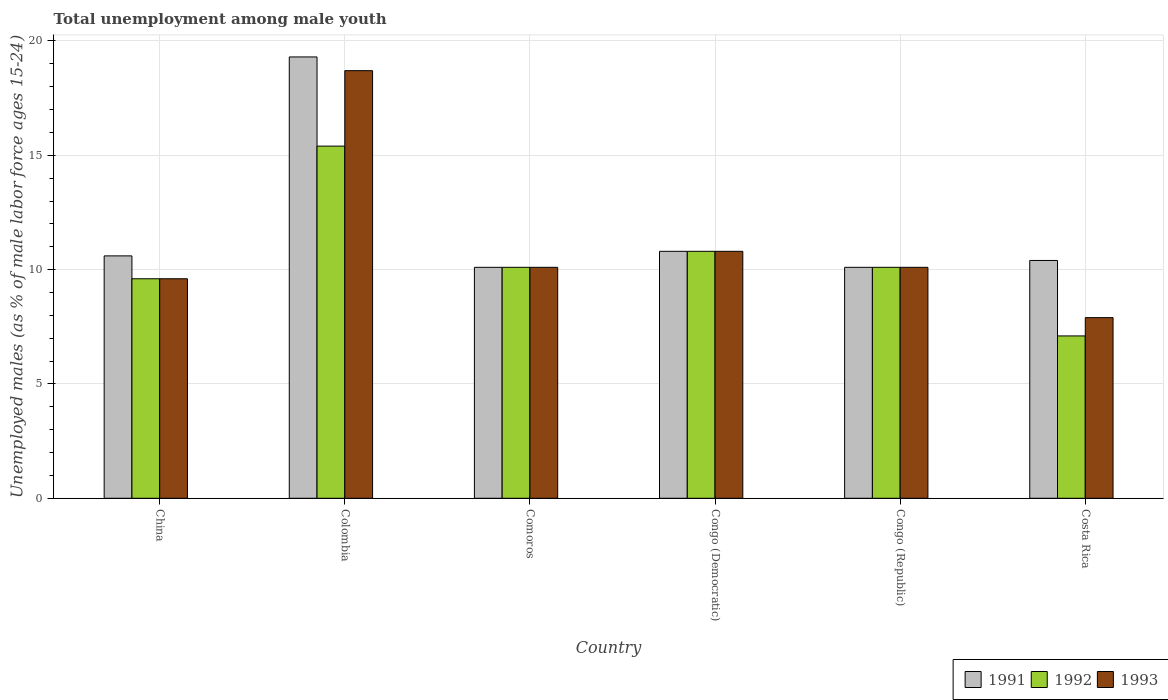 Total unemployment among male youth
Unemployed males (as % of male labor force ages 15-24)
20
15
10
5
0
China
Colombia
Comoros
Congo (Democratic)
Congo (Republic)
Costa Rica
Country
1991
1992
1993